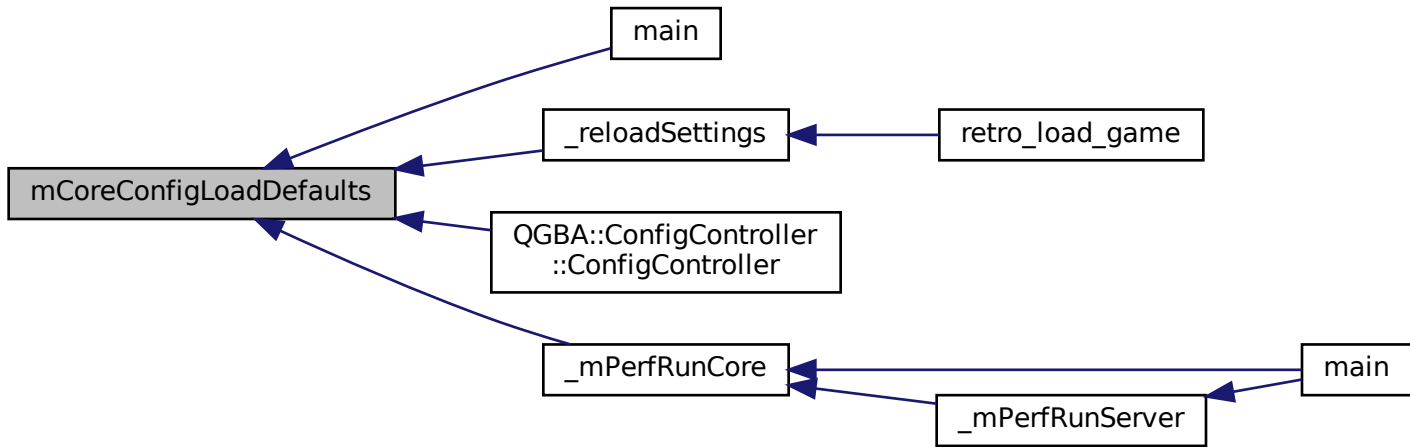 main
_reloadSettings
retro_load_game
mCoreConfigLoadDefaults
QGBA::ConfigController
::ConfigController
_mPerfRunCore
main
_mPerfRunServer